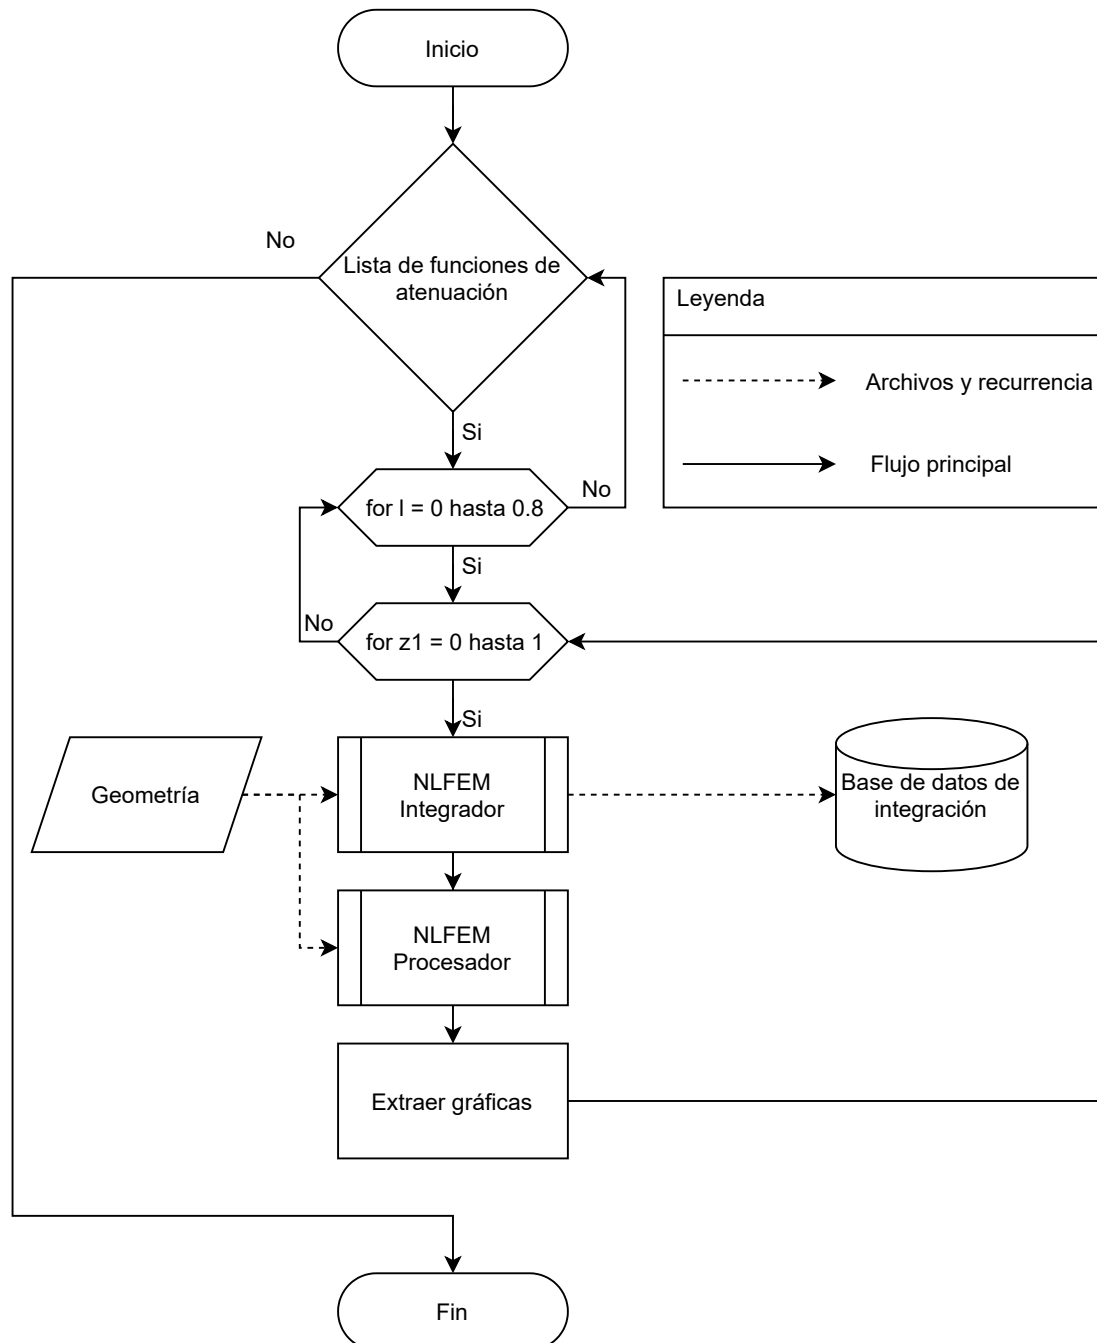 Inicio
No
Lista de funciones de
atenuación
Leyenda
Archivos y recurrencia
Flujo principal
Si
for l = 0 hasta 0.8
No
Si
No
for z1 = 0 hasta 1
Si
Geometría
NLFEM
Integrador
Base de datos de
integración
NLFEM
Procesador
Extraer gráficas
Fin